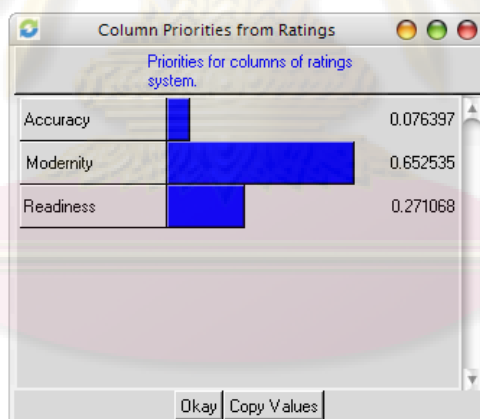 Column Priorities from Ratings
Priorities for columns of ratings
system.
Accuracy 0.076397
Modernity 0.652535
Readiness 0.271068
Okay Copy Values